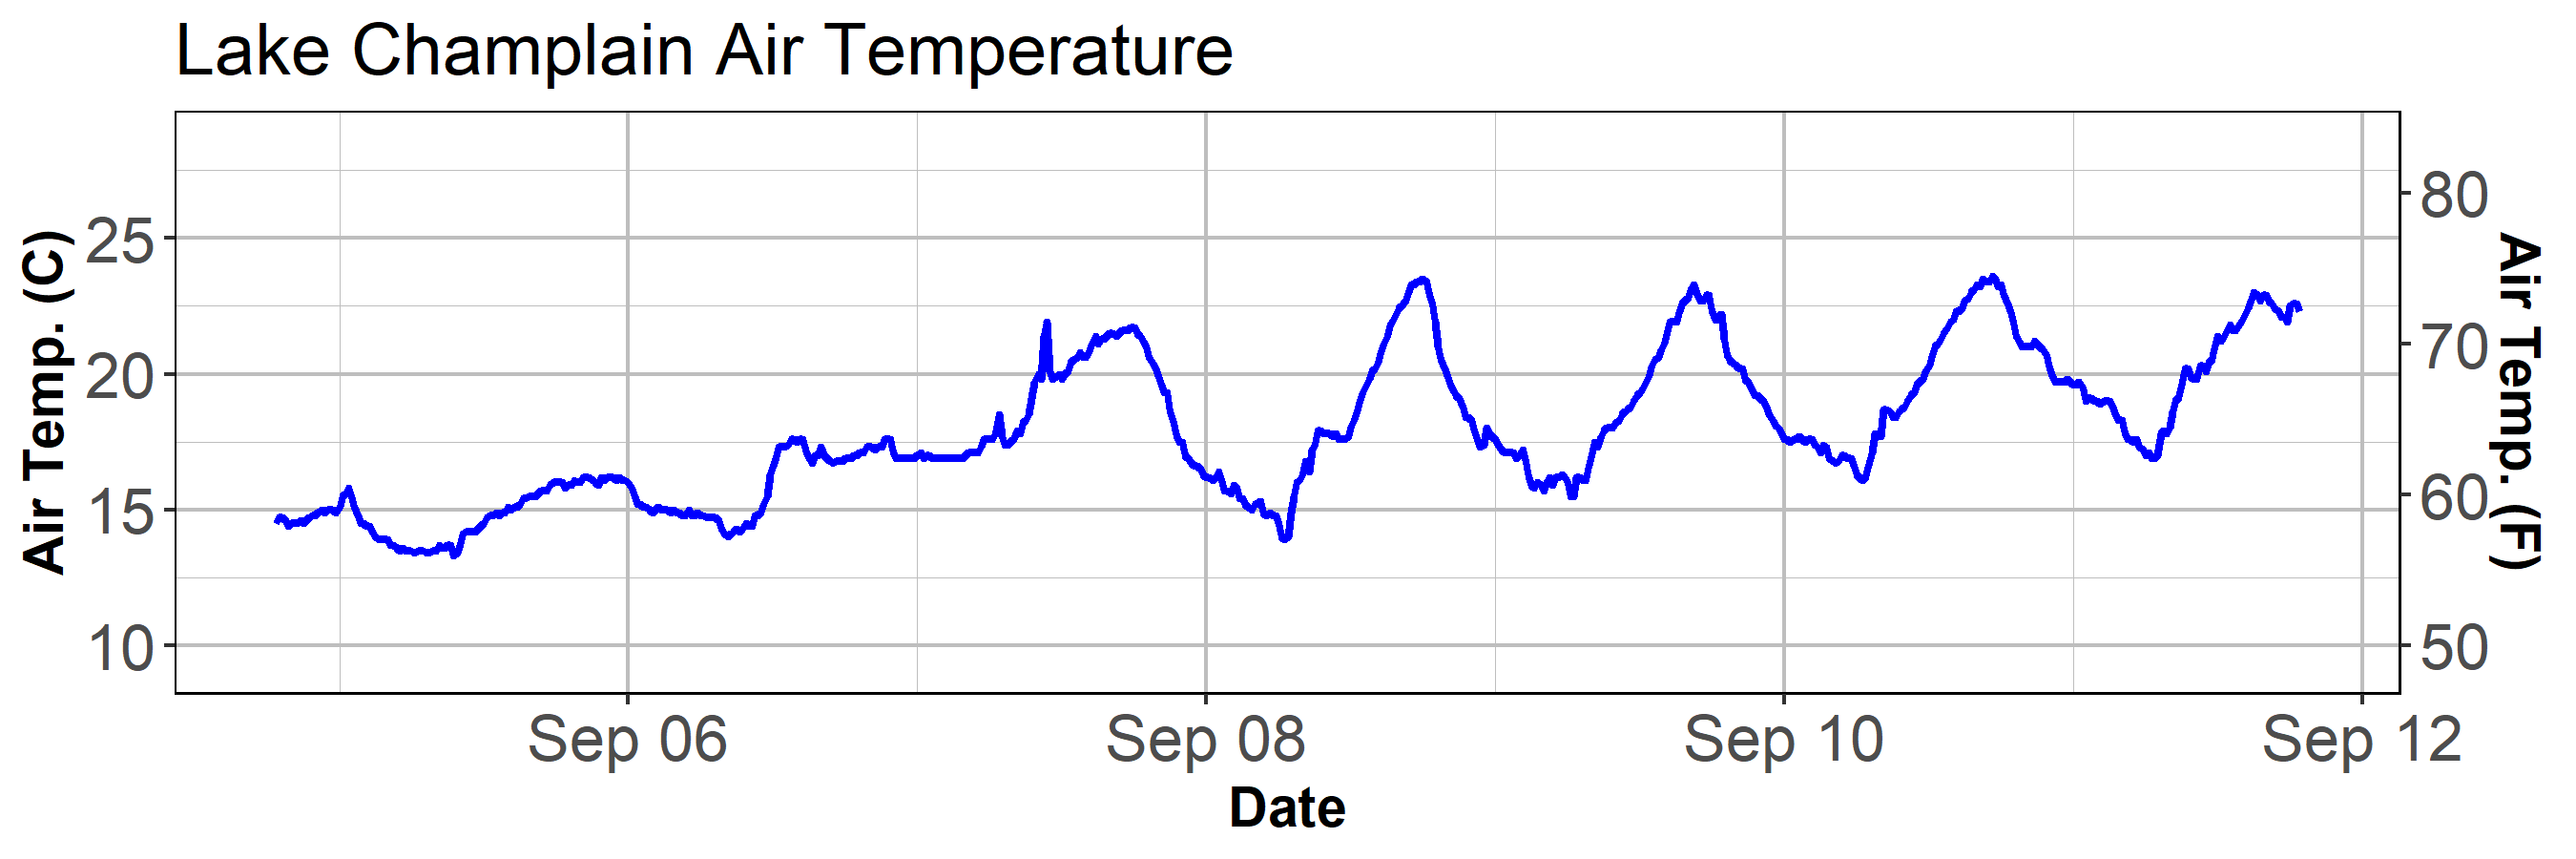 Lake Champlain Air Temperature
Air Temp. (C)
25
20
15
10
80
70
60
50
Air Temp. (F)
Sep 06
Sep 08
Sep 10
Sep 12
Date